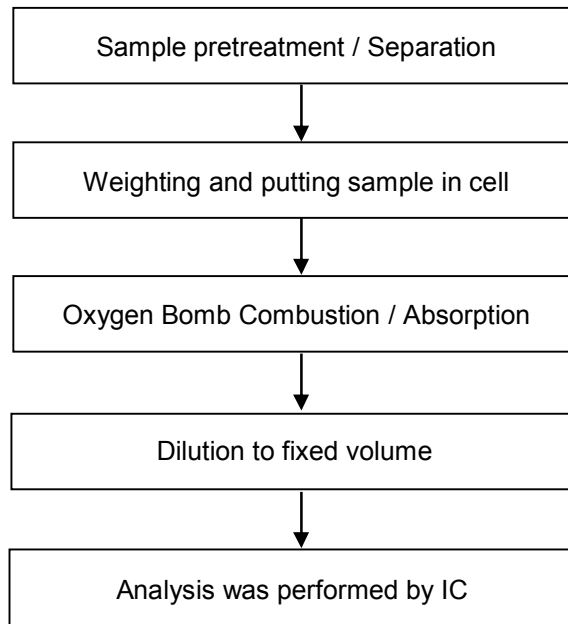 Sample pretreatment / Separation
Weighting and putting sample in cell
Oxygen Bomb Combustion / Absorption
Dilution to fixed volume
Analysis was performed by IC